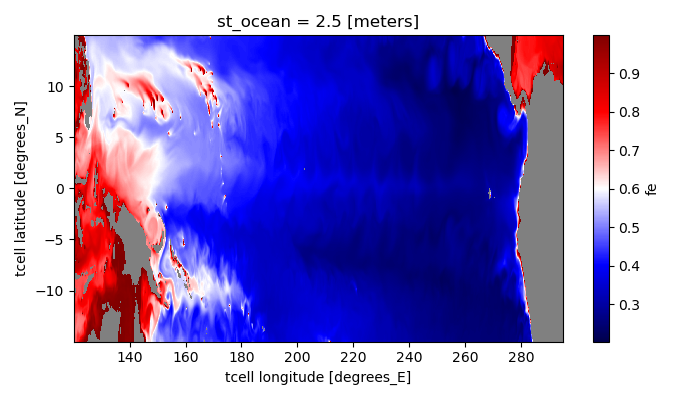 st_ocean = 2.5 [meters]
10
5
0
−5
−10
tcell latitude [degrees_N]
140 160 180 200 220 240 260 280
tcell longitude [degrees_E]
0.9
0.8
0.7
0.6
0.5
0.4
0.3
fe